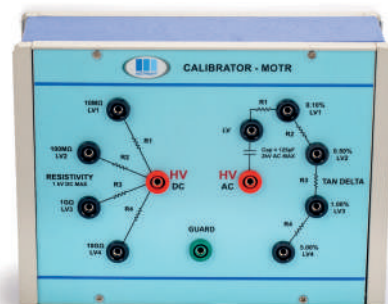 CALIBRATOR - MOTR
10MΩ
LV1
R1
100MΩ
LV2
R2
RESISTIVITY
1 kV DC MAX
R3
1GΩ
LV3
R4
10GΩ
LV4
HV
DC
GUARD
R1
0.10%
LV1
LV
R2
Cap = 125pF
2kV AC MAX
0.50%
LV2
HV
AC
R3
TAN DELTA
1.00%
LV3
R4
5.00%
LV4